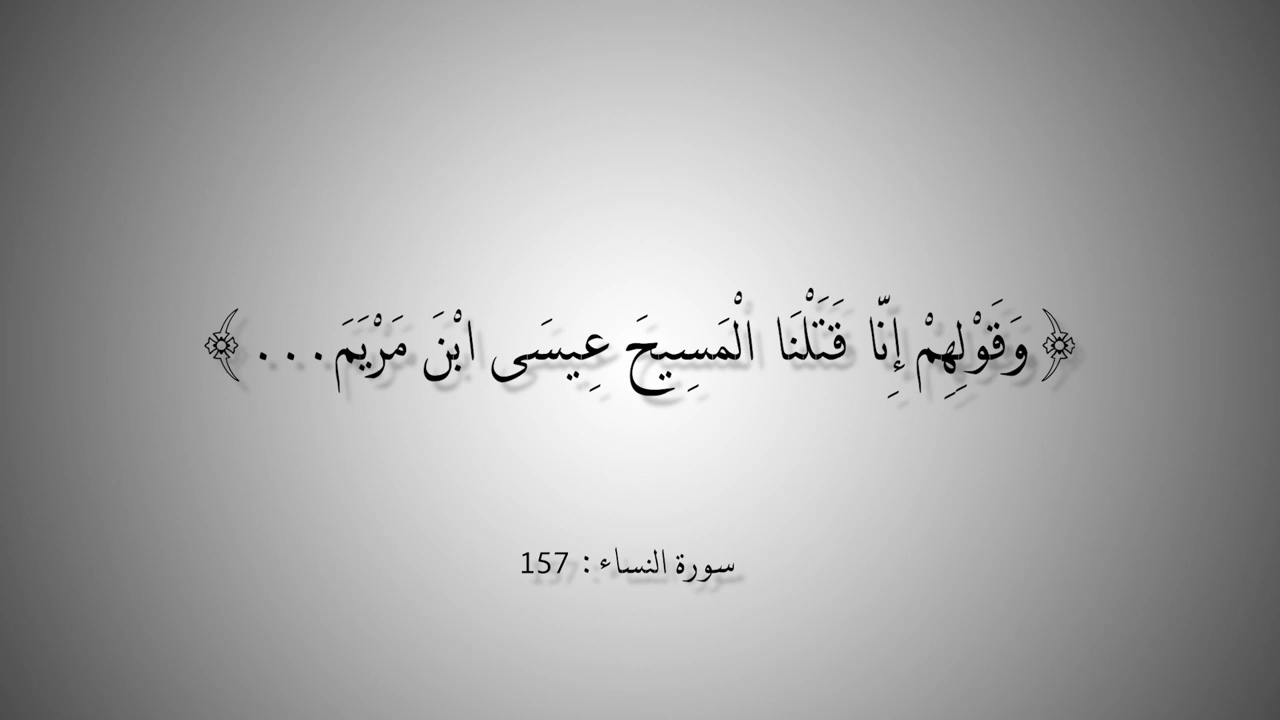 ﴿ وَقَوْلِهِمْ إِنَّا قَتَلْنَا الْمَسِيحَ عِيسَى ابْنَ مَرْيَمَ... ﴾
سورة النساء : 157